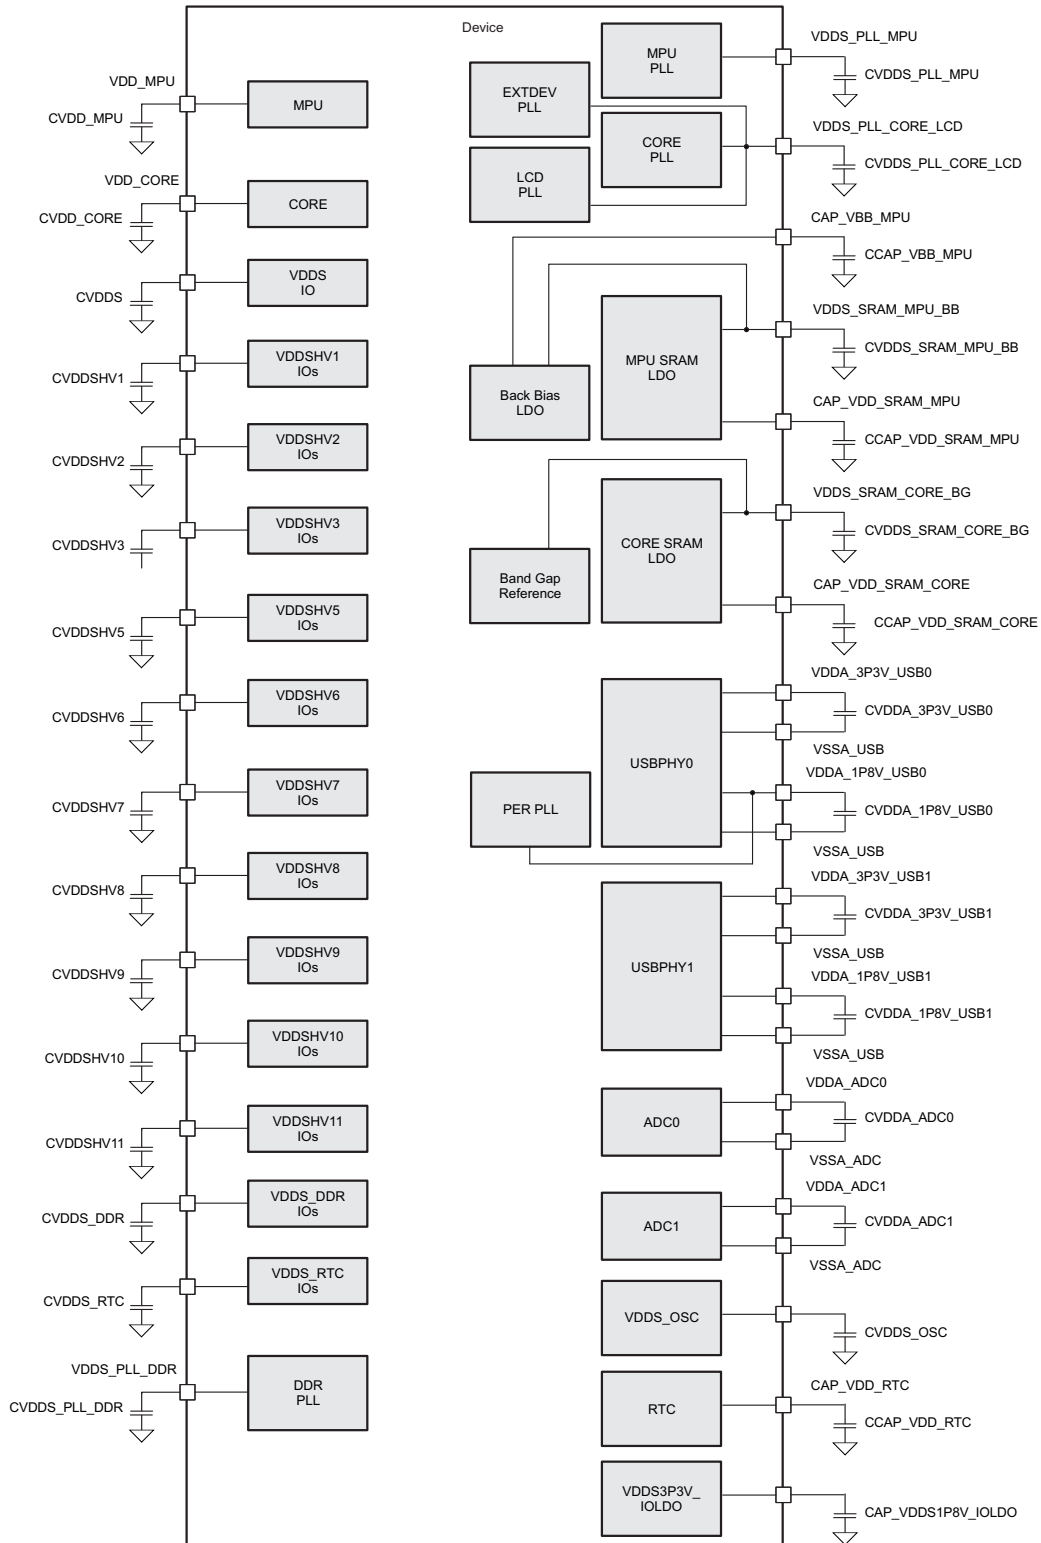 Device
VDD_MPU
CVDD_MPU
MPU
VDD_CORE
CVDD_CORE
CORE
CVDDS
VDDS
IO
CVDDSHV1
VDDSHV1
IOs
CVDDSHV2
VDDSHV2
IOs
CVDDSHV3
VDDSHV3
IOs
CVDDSHV5
VDDSHV5
IOs
CVDDSHV6
VDDSHV6
IOs
CVDDSHV7
VDDSHV7
IOs
CVDDSHV8
VDDSHV8
IOs
CVDDSHV9
VDDSHV9
IOs
CVDDSHV10
VDDSHV10
IOs
CVDDSHV11
VDDSHV11
IOs
CVDDS_DDR
VDDS_DDR
IOs
CVDDS_RTC
VDDS_RTC
IOs
VDDS_PLL_DDR
CVDDS_PLL_DDR
DDR
PLL
MPU
PLL
VDDS_PLL_MPU
CVDDS_PLL_MPU
EXTDEV
PLL
CORE
PLL
LCD
PLL
VDDS_PLL_CORE_LCD
CVDDS_PLL_CORE_LCD
CAP_VBB_MPU
CCAP_VBB_MPU
MPU SRAM
LDO
Back Bias
LDO
VDDS_SRAM_MPU_BB
CVDDS_SRAM_MPU_BB
CAP_VDD_SRAM_MPU
CCAP_VDD_SRAM_MPU
CORE SRAM
LDO
Band Gap
Reference
VDDS_SRAM_CORE_BG
CVDDS_SRAM_CORE_BG
CAP_VDD_SRAM_CORE
CCAP_VDD_SRAM_CORE
USBPHY0
PER PLL
VDDA_3P3V_USB0
CVDDA_3P3V_USB0
VSSA_USB
VDDA_1P8V_USB0
CVDDA_1P8V_USB0
VSSA_USB
USBPHY1
VDDA_3P3V_USB1
CVDDA_3P3V_USB1
VSSA_USB
VDDA_1P8V_USB1
CVDDA_1P8V_USB1
VSSA_USB
ADC0
VDDA_ADC0
CVDDA_ADC0
VSSA_ADC
ADC1
VDDA_ADC1
CVDDA_ADC1
VSSA_ADC
VDDS_OSC
CVDDS_OSC
RTC
CAP_VDD_RTC
CCAP_VDD_RTC
VDDS3P3V_
IOLDO
CAP_VDDS1P8V_IOLDO